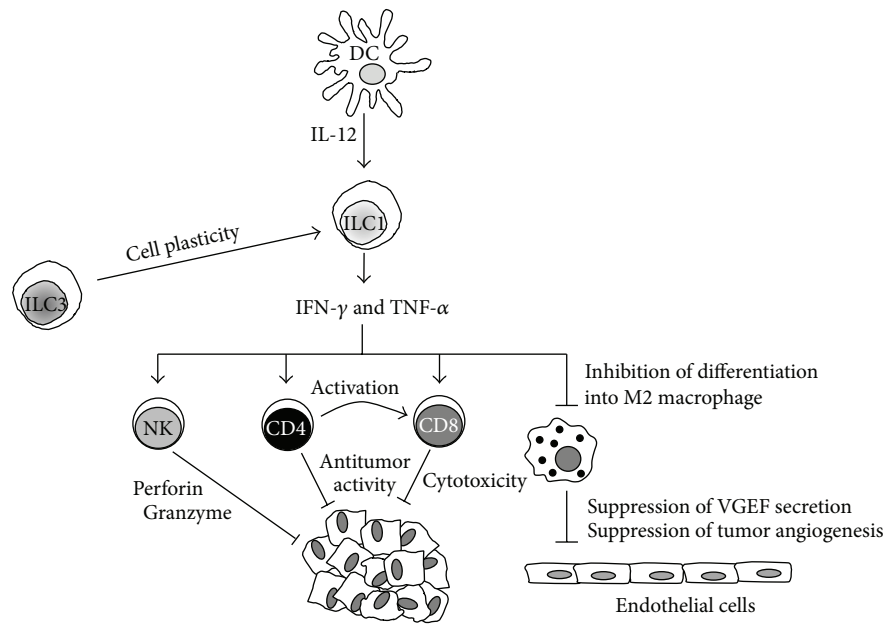 DC
IL-12
ILC1
Cell plasticity
ILC3
IFN-γ and TNF-α
Inhibition of differentiation
into M2 macrophage
Activation
NK
CD4
CD8
Antitumor
activity
Cytotoxicity
Perforin
Granzyme
Suppression of VGEF secretion
Suppression of tumor angiogenesis
Endothelial cells